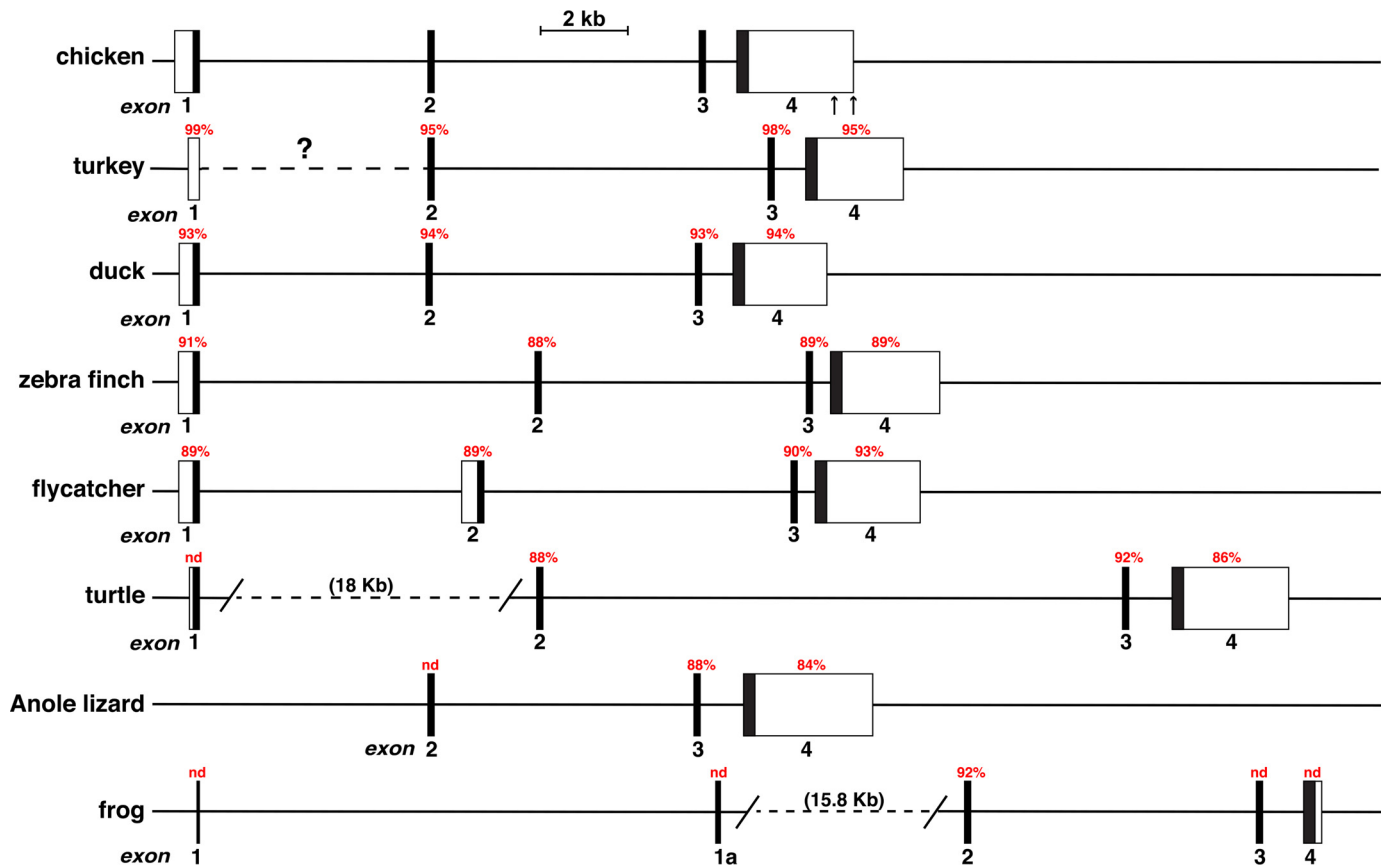 2 kb
chicken
exon 1 2 3 4 ↑ ↑
99% ? 95% 98% 95%
turkey
exon 1 2 3 4
93% 94% 93% 94%
duck
exon 1 2 3 4
91% 88% 89% 89%
zebra finch
exon 1 2 3 4
89% 89% 90% 93%
flycatcher
exon 1 2 3 4
nd 88% 92% 86%
turtle (18 Kb)
exon 1 2 3 4
nd 88% 84%
Anole lizard
exon 2 3 4
nd nd 92% nd nd
frog (15.8 Kb)
exon 1 1a 2 3 4